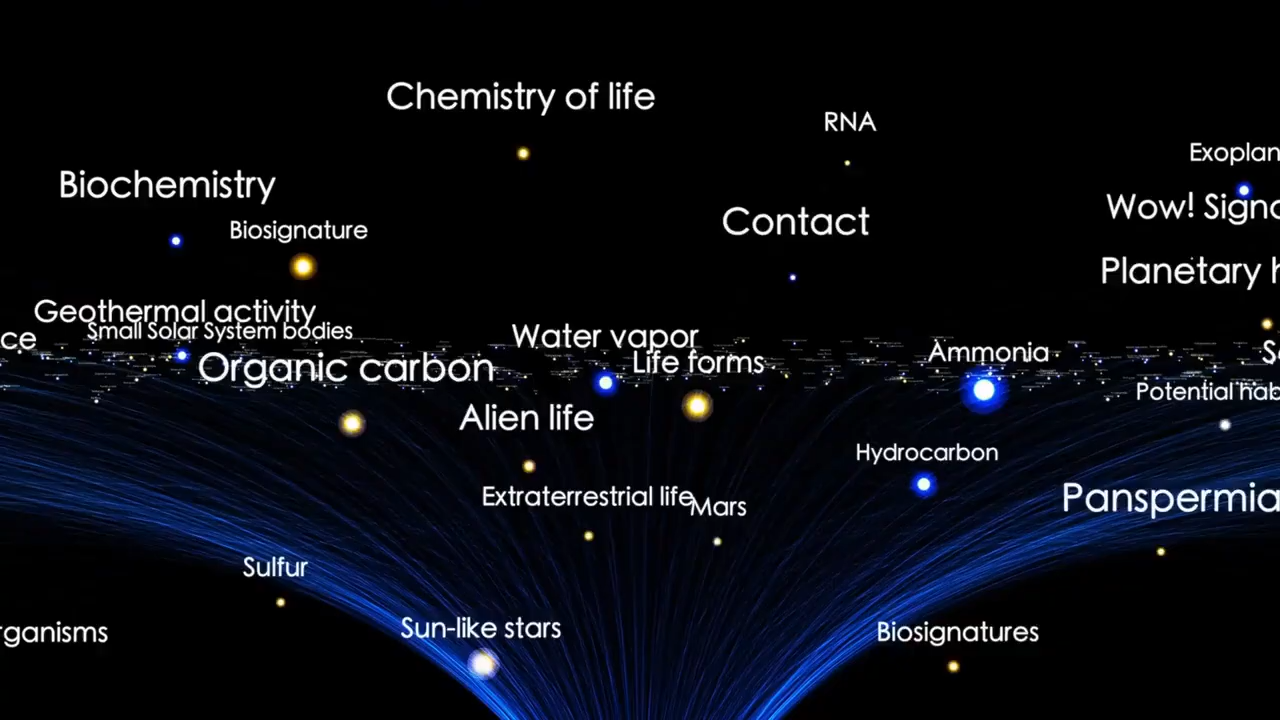 Chemistry of life
RNA
Exoplan
Biochemistry
Wow! Signa
Contact
Biosignature
Planetary h
Geothermal activity
Small Solar System bodies
ce
Water vapor
Life forms
Ammonia
S
Organic carbon
Potential hab
Alien life
Hydrocarbon
Extraterrestrial life
Mars
Panspermia
Sulfur
Sun-like stars
rganisms
Biosignatures